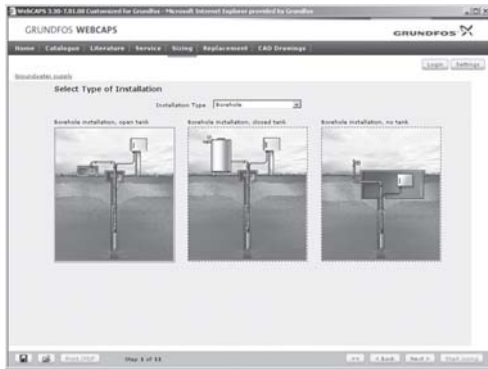 WebCAPS 3.30-7.01.00 Customized for Grundfos - Microsoft Internet Explorer provided by Grundfos
GRUNDFOS WEBCAPS
GRUNDFOS
Home Catalogue Literature Service Sizing Replacement CAD Drawings
Login Settings
Groundwater supply
Select Type of Installation
Installation Type Borehole
Borehole installation, open tank
Borehole installation, closed tank
Borehole installation, no tank
Step 1 of 11
<< < Back Next > Start sizing